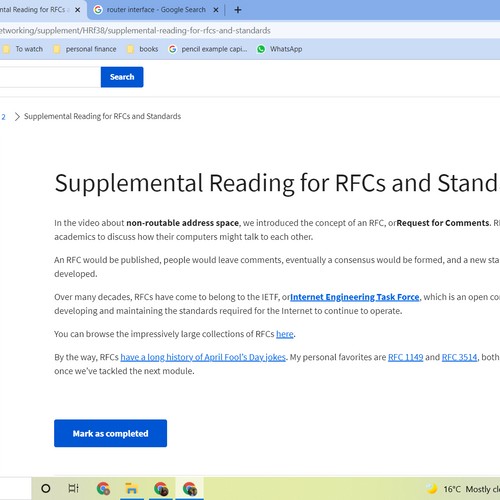 ntal Reading for RFCs a
router interface - Google Search
etworking/supplement/HRf38/supplemental-reading-for-rfcs-and-standards
To watch personal finance books pencil example capi... WhatsApp
Search
2 Supplemental Reading for RFCs and Standards
Supplemental Reading for RFCs and Stand
In the video about non-routable address space, we introduced the concept of an RFC, orRequest for Comments. R
academics to discuss how their computers might talk to each other.
An RFC would be published, people would leave comments, eventually a consensus would be formed, and a new sta
developed.
Over many decades, RFCs have come to belong to the IETF, orInternet Engineering Task Force, which is an open co
developing and maintaining the standards required for the Internet to continue to operate.
You can browse the impressively large collections of RFCs here.
By the way, RFCs have a long history of April Fool's Day jokes. My personal favorites are RFC 1149 and RFC 3514, both
once we've tackled the next module.
Mark as completed
16°C Mostly cle